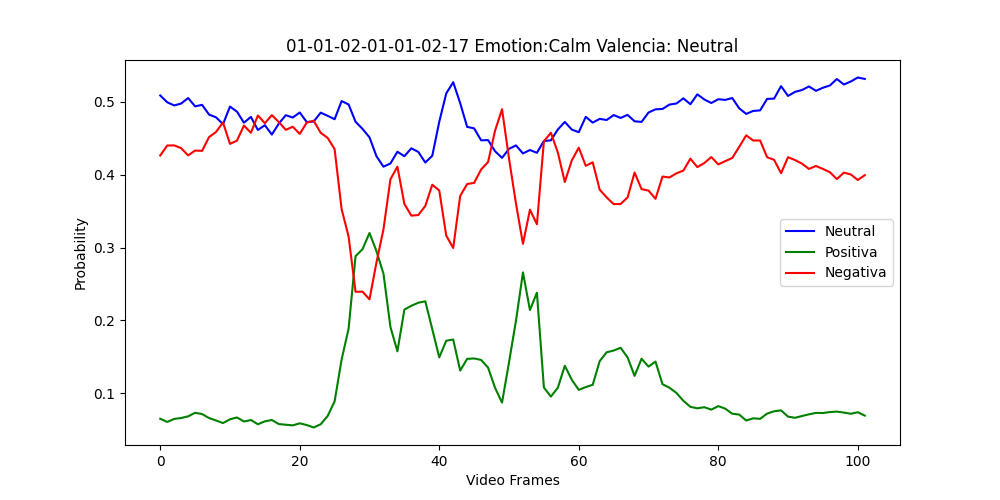 01-01-02-01-01-02-17 Emotion:Calm Valencia: Neutral
Probability
0.5
0.4
0.3
0.2
0.1
Neutral
Positiva
Negativa
0 20 40 60 80 100
Video Frames